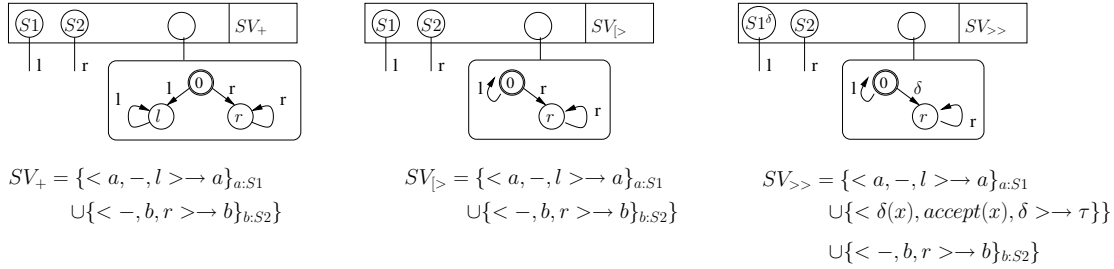 S1 S2 SV+
l r
0
l r
l l r r
SV+ = {< a, −, l >→ a}a:S1
∪{< −, b, r >→ b}b:S2}
S1 S2 SV[>
l r
l 0 r
r r
SV[> = {< a, −, l >→ a}a:S1
∪{< −, b, r >→ b}b:S2}
S1δ S2 SV>>
l r
l 0 δ
r r
SV>> = {< a, −, l >→ a}a:S1
∪{< δ(x), accept(x), δ >→ τ}}
∪{< −, b, r >→ b}b:S2}